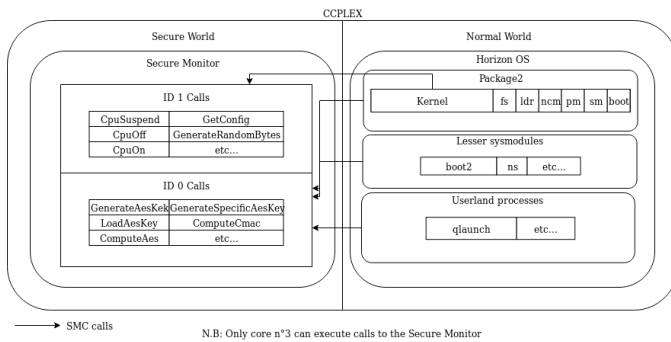 CCPLEX
Secure World
Normal World
Secure Monitor
Horizon OS
ID 1 Calls
CpuSuspend GetConfig
CpuOff GenerateRandomBytes
CpuOn etc...
ID 0 Calls
GenerateAesKek GenerateSpecificAesKey
LoadAesKey ComputeCmac
ComputeAes etc...
Package2
Kernel fs ldr ncm pm sm boot
Lesser sysmodules
boot2 ns etc...
Userland processes
qlaunch etc...
SMC calls
N.B: Only core n°3 can execute calls to the Secure Monitor